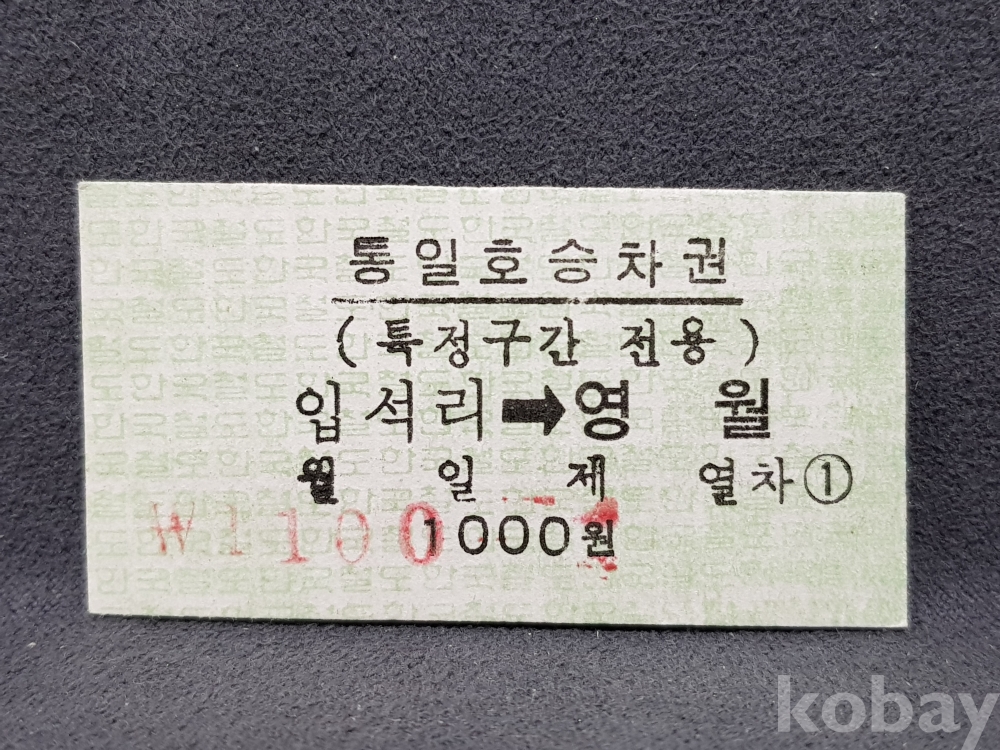 통일호승차권
(특정구간 전용)
입석리➡영 월
월 일 제 열차①
W1100
1000원
kobay